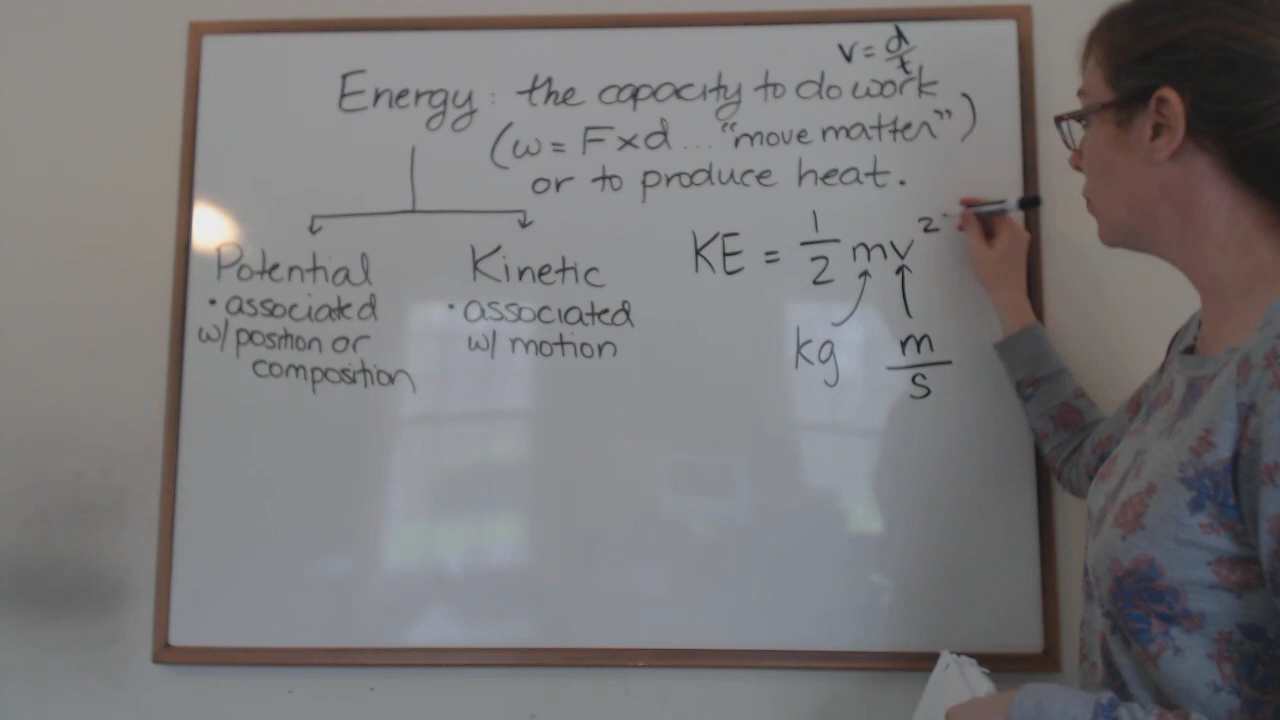 v = d/t
Energy: the capacity to do work
(w = F x d ... "move matter")
or to produce heat.
Potential
• associated
w/ position or
composition
Kinetic
• associated
w/ motion
KE = 1/2 mv²
kg m/s